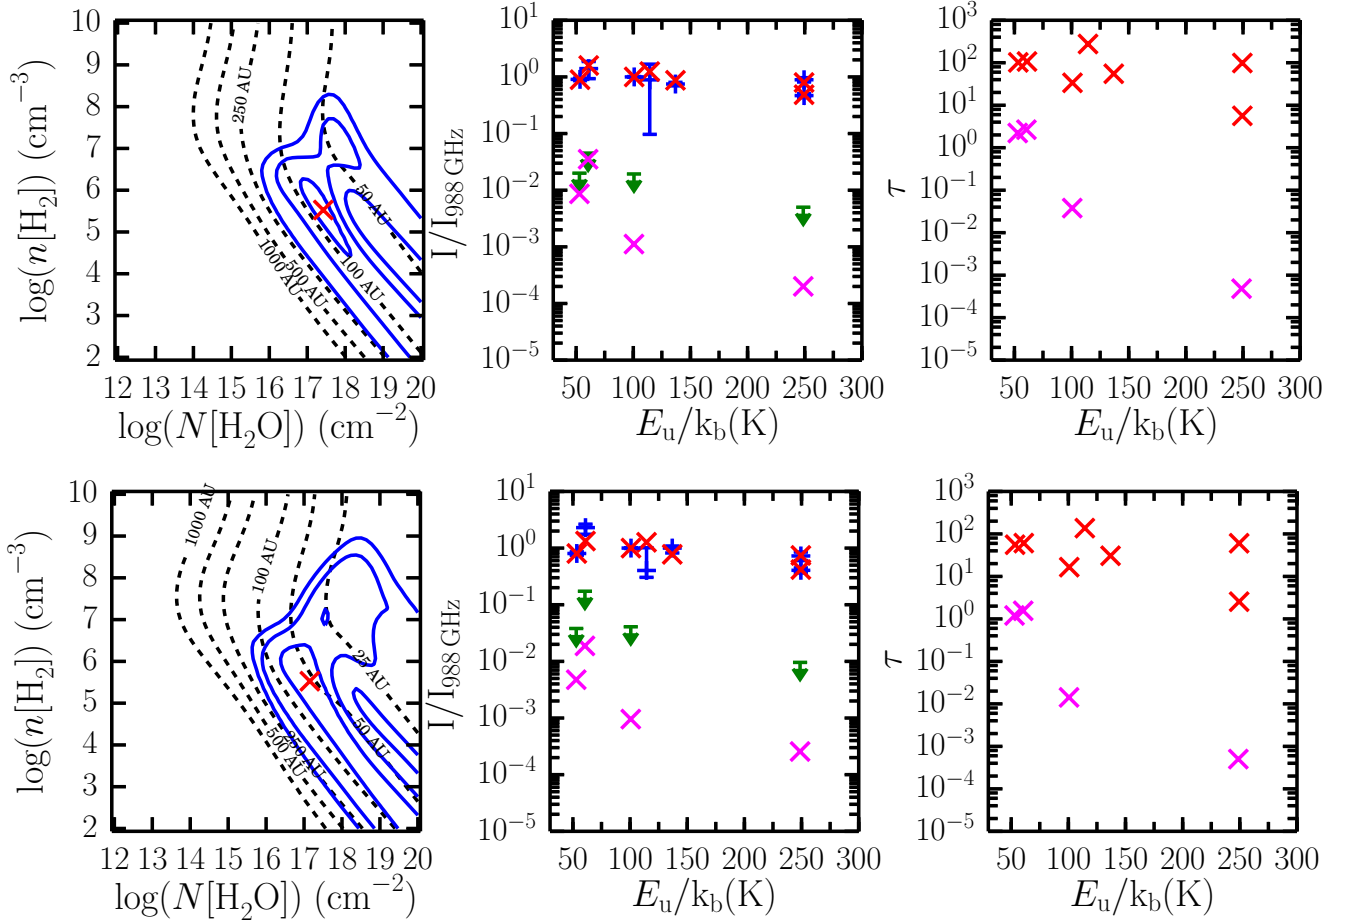 10
9
8
7
6
5
4
3
2
log(n[H₂]) (cm⁻³)
12 13 14 15 16 17 18 19 20
log(N[H₂O]) (cm⁻²)
250 AU
50 AU
100 AU
500 AU
1000 AU
10¹
10⁰
10⁻¹
10⁻²
10⁻³
10⁻⁴
10⁻⁵
I/I₉₈₈ GHz
50 100 150 200 250 300
Eᵤ/k_b(K)
10³
10²
10¹
10⁰
10⁻¹
10⁻²
10⁻³
10⁻⁴
10⁻⁵
τ
50 100 150 200 250 300
Eᵤ/k_b(K)
10
9
8
7
6
5
4
3
2
log(n[H₂]) (cm⁻³)
12 13 14 15 16 17 18 19 20
log(N[H₂O]) (cm⁻²)
1000 AU
100 AU
25 AU
50 AU
250 AU
500 AU
10¹
10⁰
10⁻¹
10⁻²
10⁻³
10⁻⁴
10⁻⁵
I/I₉₈₈ GHz
50 100 150 200 250 300
Eᵤ/k_b(K)
10³
10²
10¹
10⁰
10⁻¹
10⁻²
10⁻³
10⁻⁴
10⁻⁵
τ
50 100 150 200 250 300
Eᵤ/k_b(K)